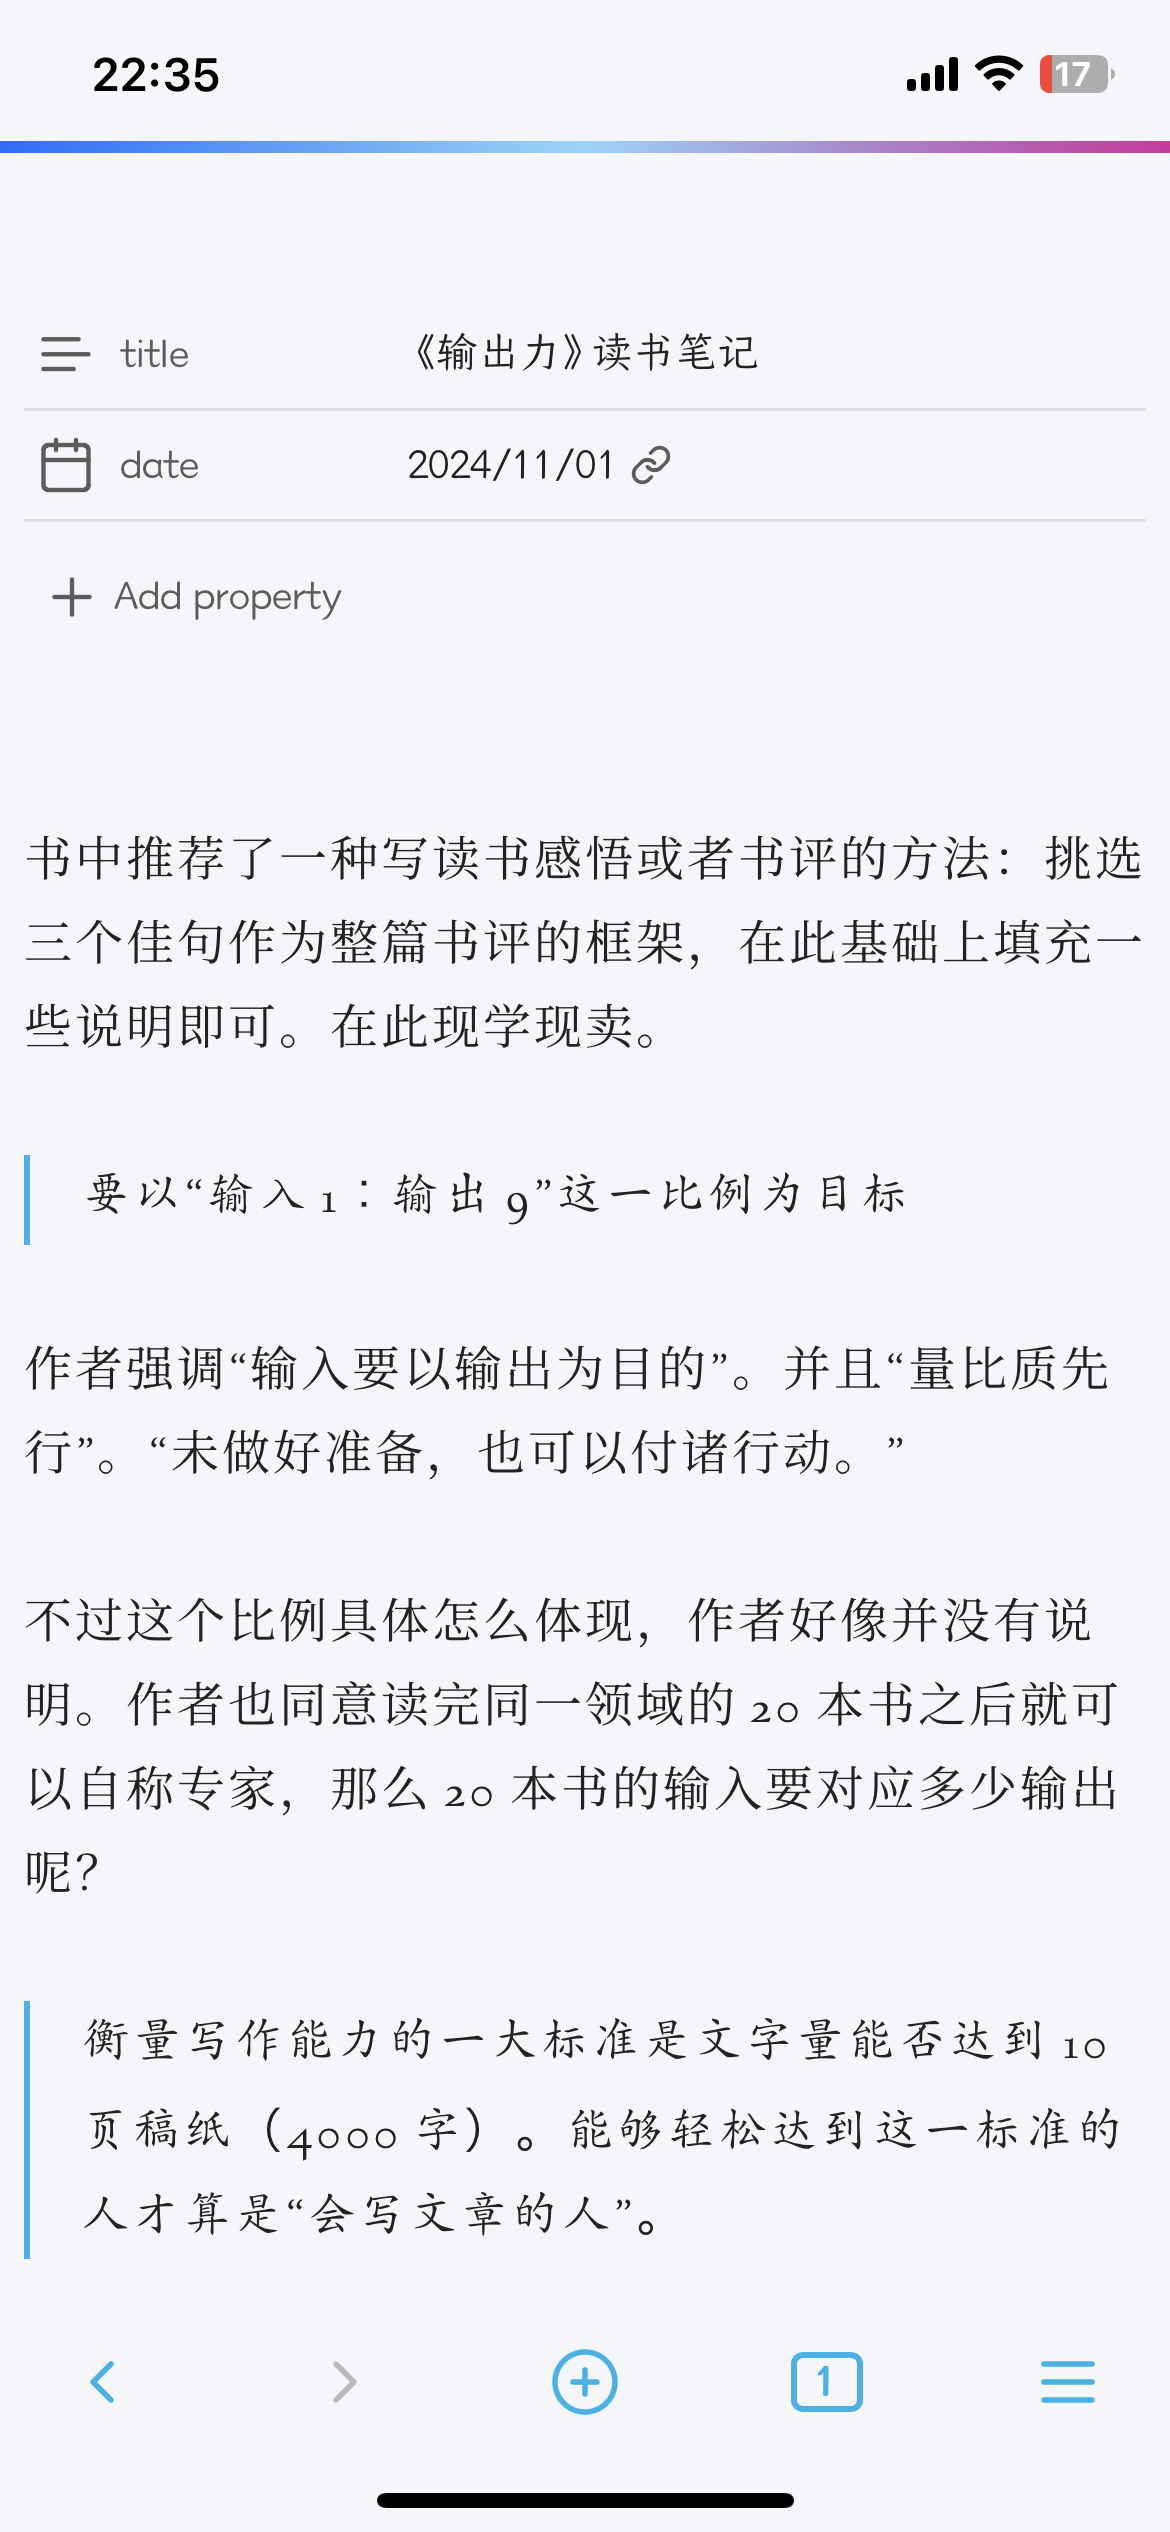 22:35
17
title 《输出力》读书笔记
date 2024/11/01
Add property
书中推荐了一种写读书感悟或者书评的方法：挑选
三个佳句作为整篇书评的框架，在此基础上填充一
些说明即可。在此现学现卖。
要以“输入 1：输出 9”这一比例为目标
作者强调“输入要以输出为目的”。并且“量比质先
行”。“未做好准备，也可以付诸行动。”
不过这个比例具体怎么体现，作者好像并没有说
明。作者也同意读完同一领域的 20 本书之后就可
以自称专家，那么 20 本书的输入要对应多少输出
呢？
衡量写作能力的一大标准是文字量能否达到 10
页稿纸（4000 字）。能够轻松达到这一标准的
人才算是“会写文章的人”。
1